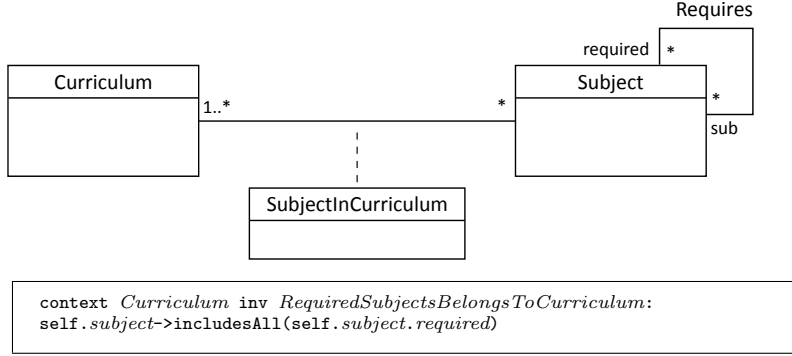 Requires
required
*
Curriculum
Subject
1..*
*
*
sub
SubjectInCurriculum
context Curriculum inv RequiredSubjectsBelongsToCurriculum:
self.subject->includesAll(self.subject.required)